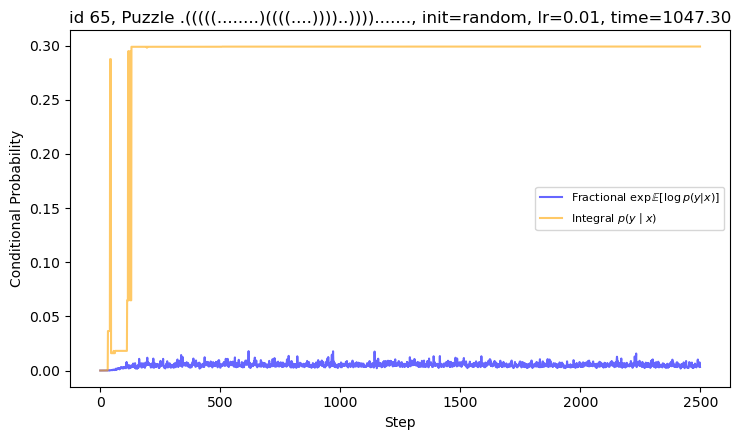 id 65, Puzzle .(((((........)((((....))))..))))......., init=random, lr=0.01, time=1047.30
0.30
0.25
0.20
0.15
0.10
0.05
0.00
Conditional Probability
Fractional exp𝔼[log p(y|x)]
Integral p(y | x)
0
500
1000
1500
2000
2500
Step